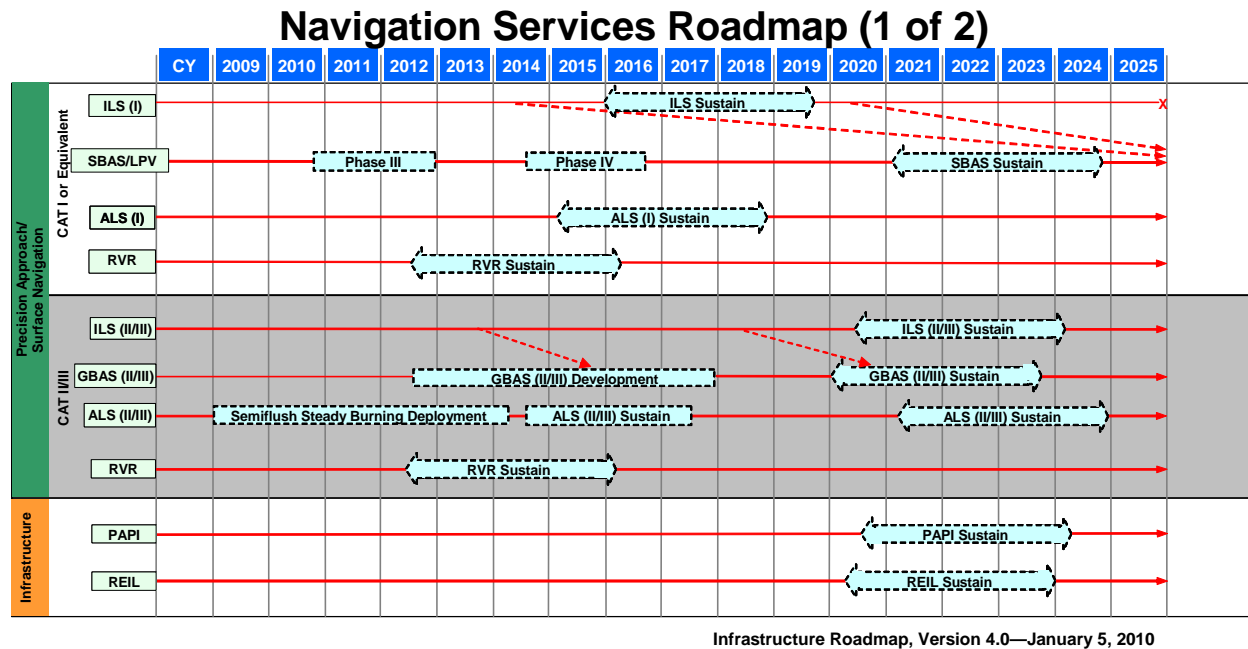 Navigation Services Roadmap (1 of 2)
CY 2009 2010 2011 2012 2013 2014 2015 2016 2017 2018 2019 2020 2021 2022 2023 2024 2025
Precision Approach/
Surface Navigation
CAT I or Equivalent
ILS (I)
ILS Sustain
X
SBAS/LPV
Phase III
Phase IV
SBAS Sustain
ALS (I)
ALS (I) Sustain
RVR
RVR Sustain
CAT II/III
ILS (II/III)
ILS (II/III) Sustain
GBAS (II/III)
GBAS (II/III) Development
GBAS (II/III) Sustain
ALS (II/III)
Semiflush Steady Burning Deployment
ALS (II/III) Sustain
ALS (II/III) Sustain
RVR
RVR Sustain
Infrastructure
PAPI
PAPI Sustain
REIL
REIL Sustain
Infrastructure Roadmap, Version 4.0—January 5, 2010